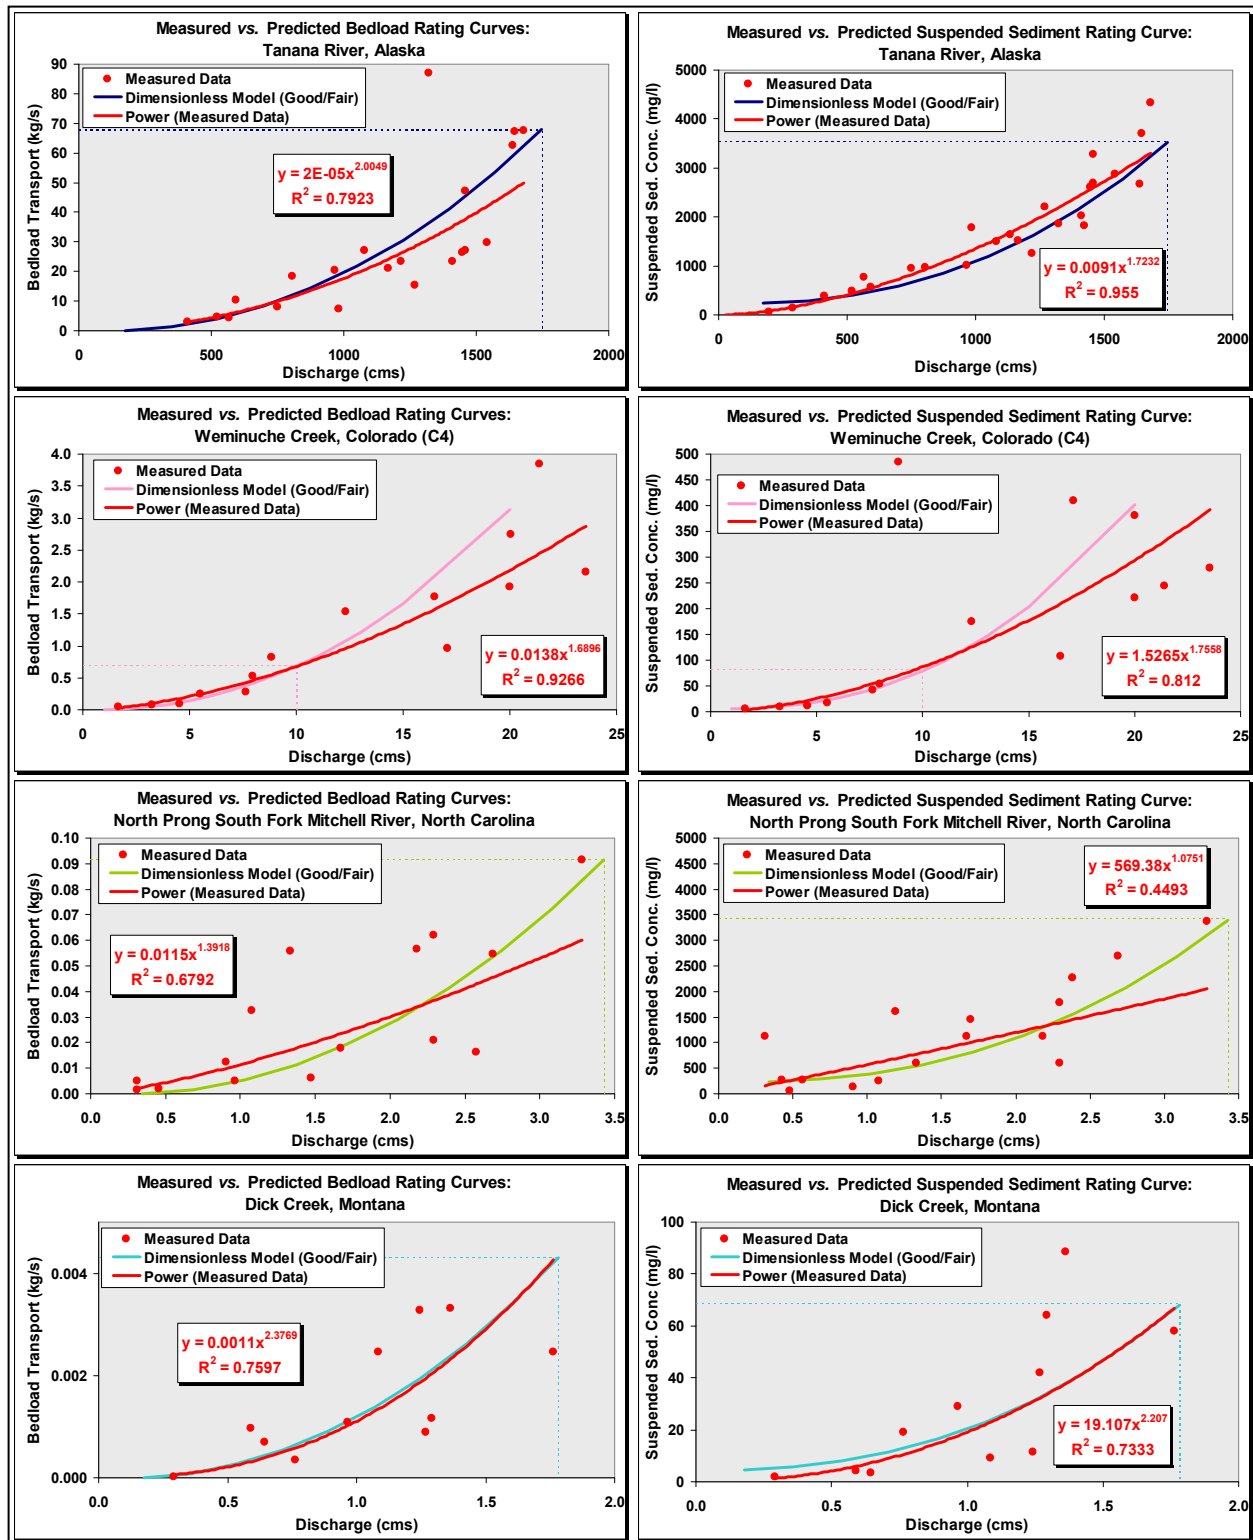 Measured vs. Predicted Bedload Rating Curves:
Tanana River, Alaska
Measured Data
Dimensionless Model (Good/Fair)
Power (Measured Data)
y = 2E-05x^2.0049
R² = 0.7923
Bedload Transport (kg/s)
90
80
70
60
50
40
30
20
10
0
0 500 1000 1500 2000
Discharge (cms)
Measured vs. Predicted Suspended Sediment Rating Curve:
Tanana River, Alaska
Measured Data
Dimensionless Model (Good/Fair)
Power (Measured Data)
y = 0.0091x^1.7232
R² = 0.955
Suspended Sed. Conc. (mg/l)
5000
4000
3000
2000
1000
0
0 500 1000 1500 2000
Discharge (cms)
Measured vs. Predicted Bedload Rating Curves:
Weminuche Creek, Colorado (C4)
Measured Data
Dimensionless Model (Good/Fair)
Power (Measured Data)
y = 0.0138x^1.6896
R² = 0.9266
Bedload Transport (kg/s)
4.0
3.5
3.0
2.5
2.0
1.5
1.0
0.5
0.0
0 5 10 15 20 25
Discharge (cms)
Measured vs. Predicted Suspended Sediment Rating Curve:
Weminuche Creek, Colorado (C4)
Measured Data
Dimensionless Model (Good/Fair)
Power (Measured Data)
y = 1.5265x^1.7558
R² = 0.812
Suspended Sed. Conc. (mg/l)
500
450
400
350
300
250
200
150
100
50
0
0 5 10 15 20 25
Discharge (cms)
Measured vs. Predicted Bedload Rating Curves:
North Prong South Fork Mitchell River, North Carolina
Measured Data
Dimensionless Model (Good/Fair)
Power (Measured Data)
y = 0.0115x^1.3918
R² = 0.6792
Bedload Transport (kg/s)
0.10
0.09
0.08
0.07
0.06
0.05
0.04
0.03
0.02
0.01
0.00
0.0 0.5 1.0 1.5 2.0 2.5 3.0 3.5
Discharge (cms)
Measured vs. Predicted Suspended Sediment Rating Curve:
North Prong South Fork Mitchell River, North Carolina
Measured Data
Dimensionless Model (Good/Fair)
Power (Measured Data)
y = 569.38x^1.0751
R² = 0.4493
Suspended Sed. Conc. (mg/l)
5000
4500
4000
3500
3000
2500
2000
1500
1000
500
0
0.0 0.5 1.0 1.5 2.0 2.5 3.0 3.5
Discharge (cms)
Measured vs. Predicted Bedload Rating Curves:
Dick Creek, Montana
Measured Data
Dimensionless Model (Good/Fair)
Power (Measured Data)
y = 0.0011x^2.3769
R² = 0.7597
Bedload Transport (kg/s)
0.004
0.002
0.000
0.0 0.5 1.0 1.5 2.0
Discharge (cms)
Measured vs. Predicted Suspended Sediment Rating Curve:
Dick Creek, Montana
Measured Data
Dimensionless Model (Good/Fair)
Power (Measured Data)
y = 19.107x^2.207
R² = 0.7333
Suspended Sed. Conc (mg/l)
100
80
60
40
20
0
0.0 0.5 1.0 1.5 2.0
Discharge (cms)